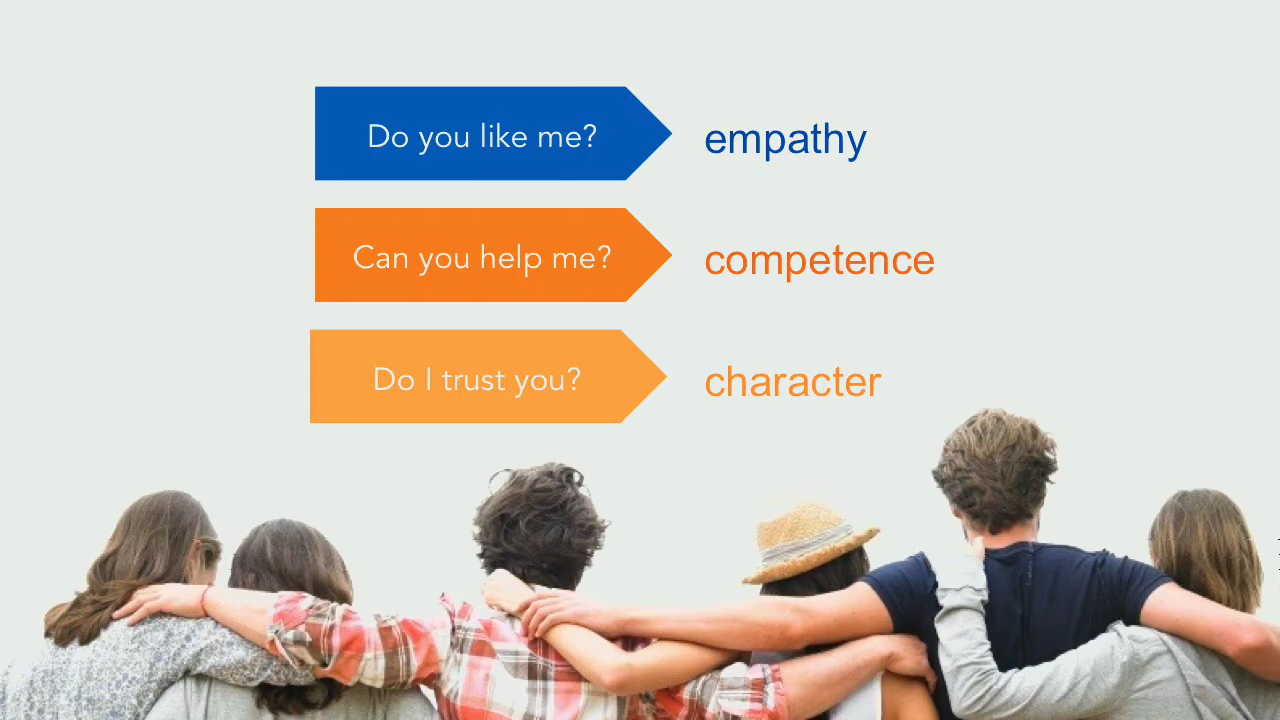 Do you like me? empathy
Can you help me? competence
Do I trust you? character